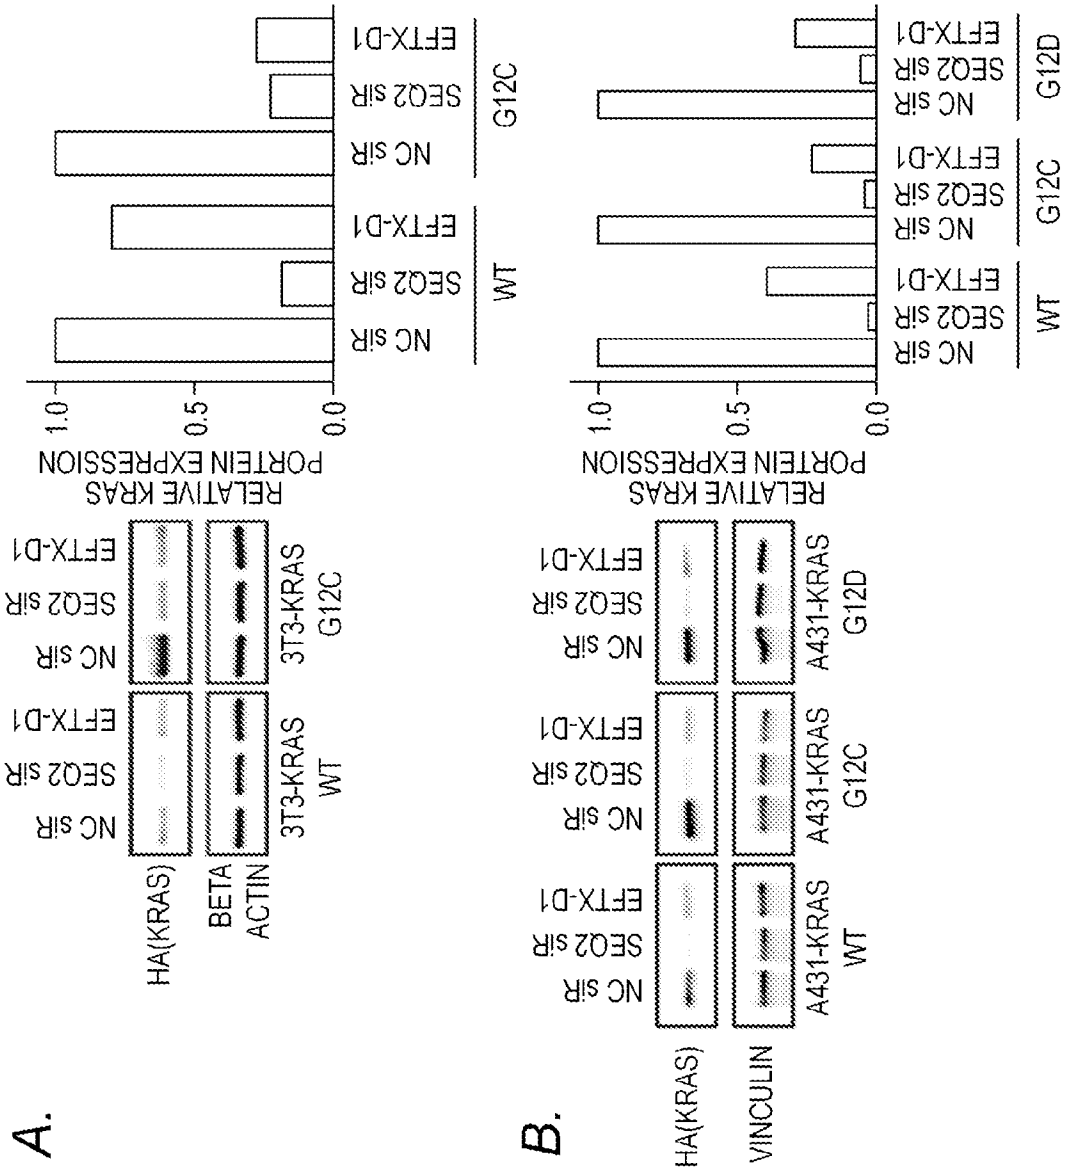 A.
NC siR
SEQ2 siR
EFTX-D1
NC siR
SEQ2 siR
EFTX-D1
HA(KRAS)
BETA
ACTIN
3T3-KRAS
WT
3T3-KRAS
G12C
RELATIVE KRAS
PORTEIN EXPRESSION
1.0
0.5
0.0
NC siR
SEQ2 siR
EFTX-D1
NC siR
SEQ2 siR
EFTX-D1
WT
G12C
B.
NC siR
SEQ2 siR
EFTX-D1
NC siR
SEQ2 siR
EFTX-D1
NC siR
SEQ2 siR
EFTX-D1
HA(KRAS)
VINCULIN
A431-KRAS
WT
A431-KRAS
G12C
A431-KRAS
G12D
RELATIVE KRAS
PORTEIN EXPRESSION
1.0
0.5
0.0
NC siR
SEQ2 siR
EFTX-D1
NC siR
SEQ2 siR
EFTX-D1
NC siR
SEQ2 siR
EFTX-D1
WT
G12C
G12D